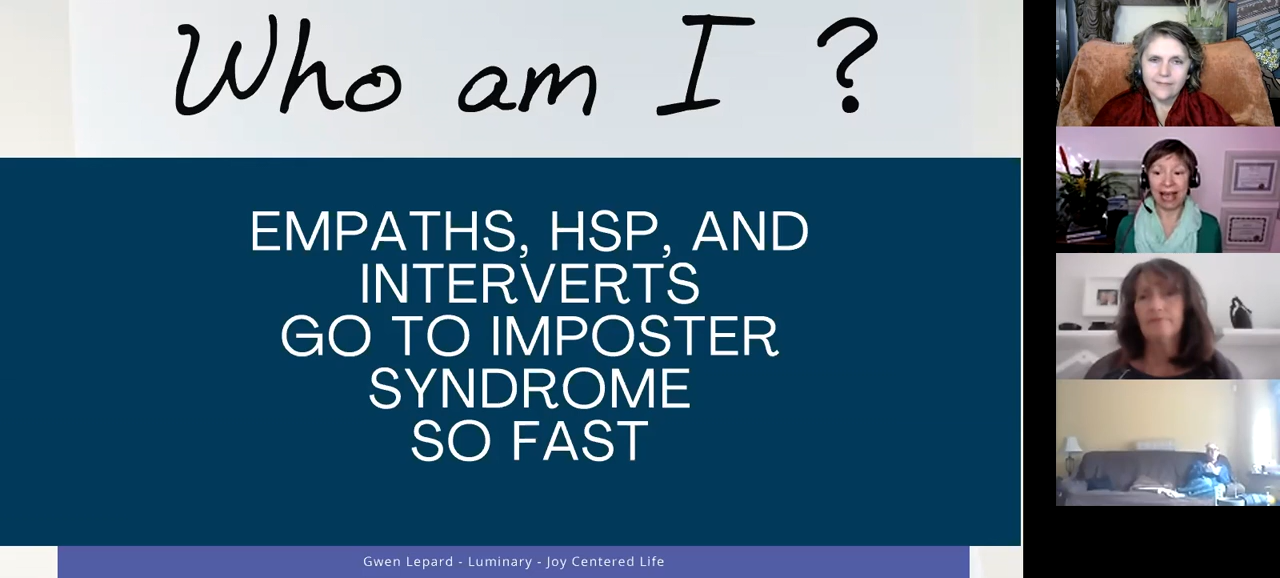 Who am I ?
EMPATHS, HSP, AND
INTERVERTS
GO TO IMPOSTER
SYNDROME
SO FAST
Gwen Lepard - Luminary - Joy Centered Life